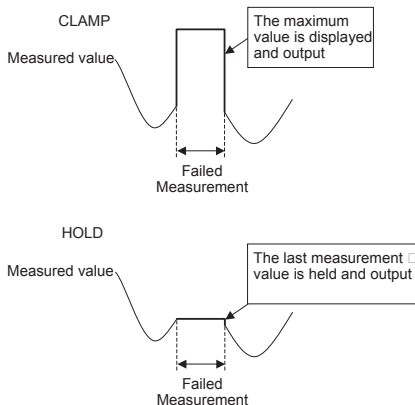 CLAMP
Measured value
The maximum
value is displayed
and output
Failed
Measurement
HOLD
Measured value
The last measurement □
value is held and output
Failed
Measurement